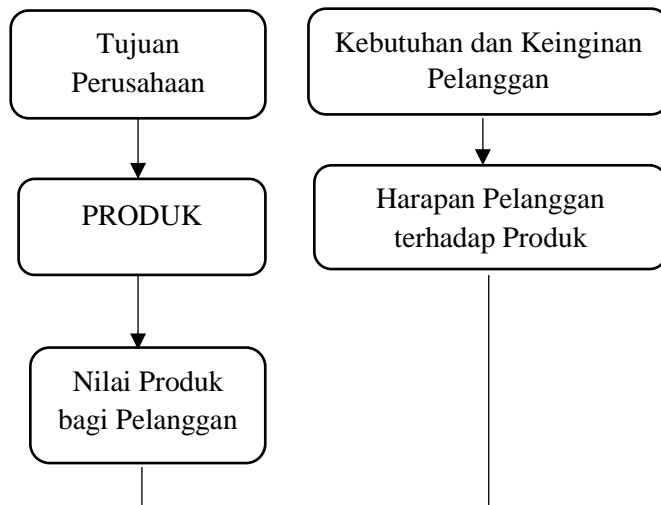 Tujuan
Perusahaan
PRODUK
Nilai Produk
bagi Pelanggan
Kebutuhan dan Keinginan
Pelanggan
Harapan Pelanggan
terhadap Produk